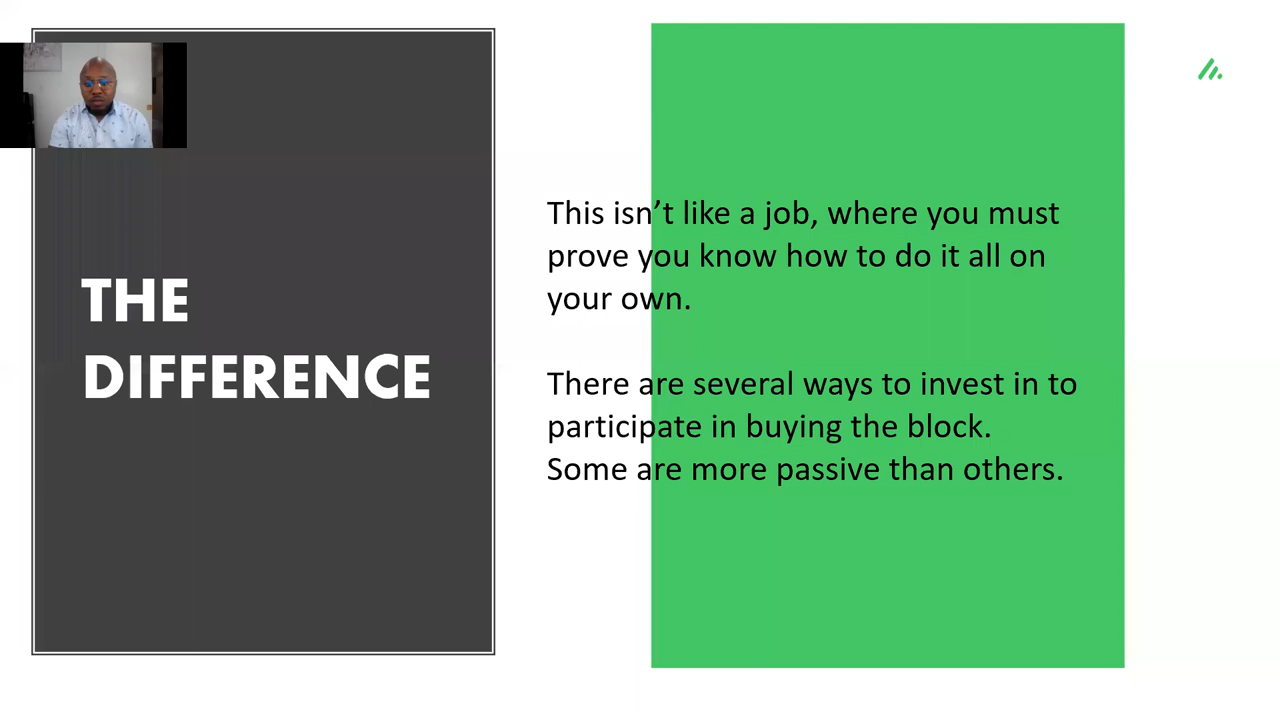 THE
DIFFERENCE
This isn’t like a job, where you must
prove you know how to do it all on
your own.
There are several ways to invest in to
participate in buying the block.
Some are more passive than others.